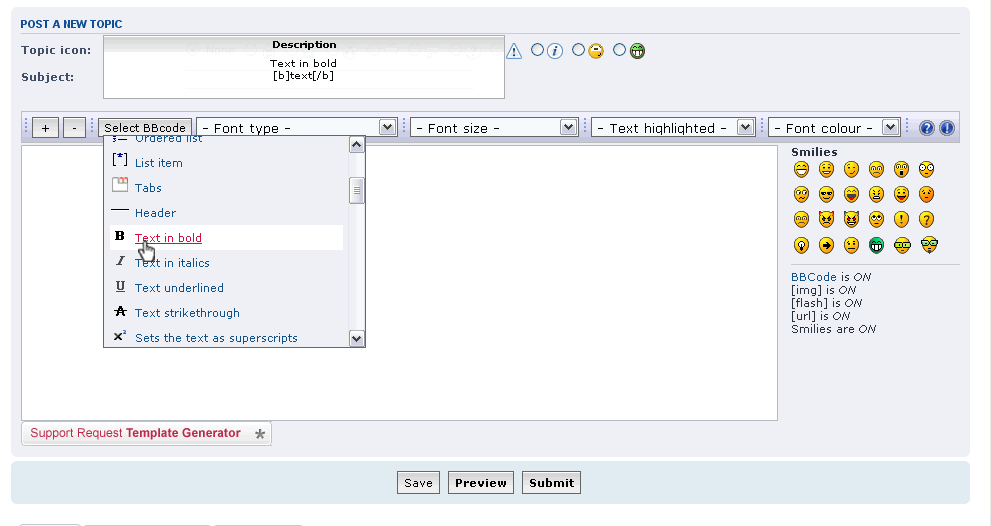 POST A NEW TOPIC
Topic icon:
Description
Text in bold
[b]text[/b]
Subject:
+ - Select BBcode - Font type - - Font size - - Text highlighted - - Font colour - ? !
Ordered list
[*] List item
Tabs
Header
B Text in bold
I Text in italics
U Text underlined
A Text strikethrough
x² Sets the text as superscripts
Smilies
BBCode is ON
[img] is ON
[flash] is ON
[url] is ON
Smilies are ON
Support Request Template Generator *
Save Preview Submit